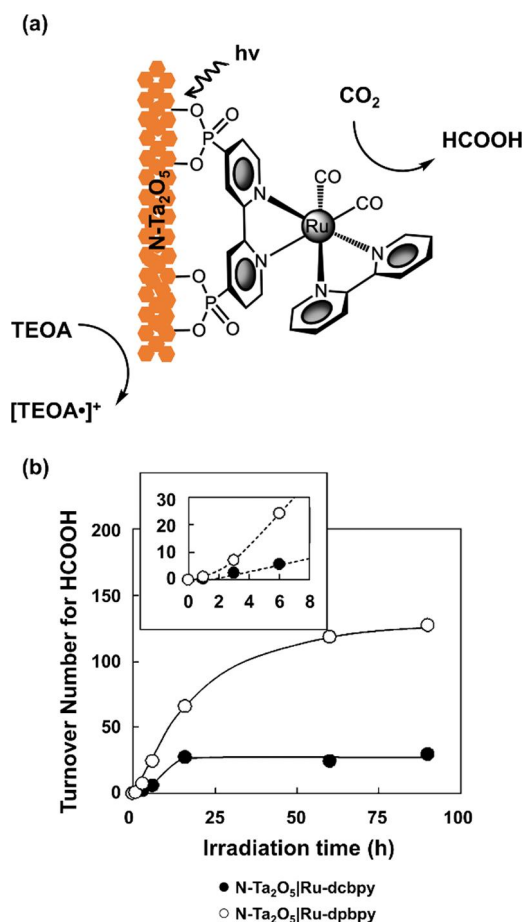 (a)
hν
CO₂
HCOOH
N-Ta₂O₅
O
O
P
O
N
N
CO
CO
Ru
N
N
O
O
P
O
TEOA
[TEOA•]⁺
(b)
Turnover Number for HCOOH
200
150
100
50
0
30
20
10
0
0 2 4 6 8
0 25 50 75 100
Irradiation time (h)
N-Ta₂O₅|Ru-dcbpy
N-Ta₂O₅|Ru-dpbpy